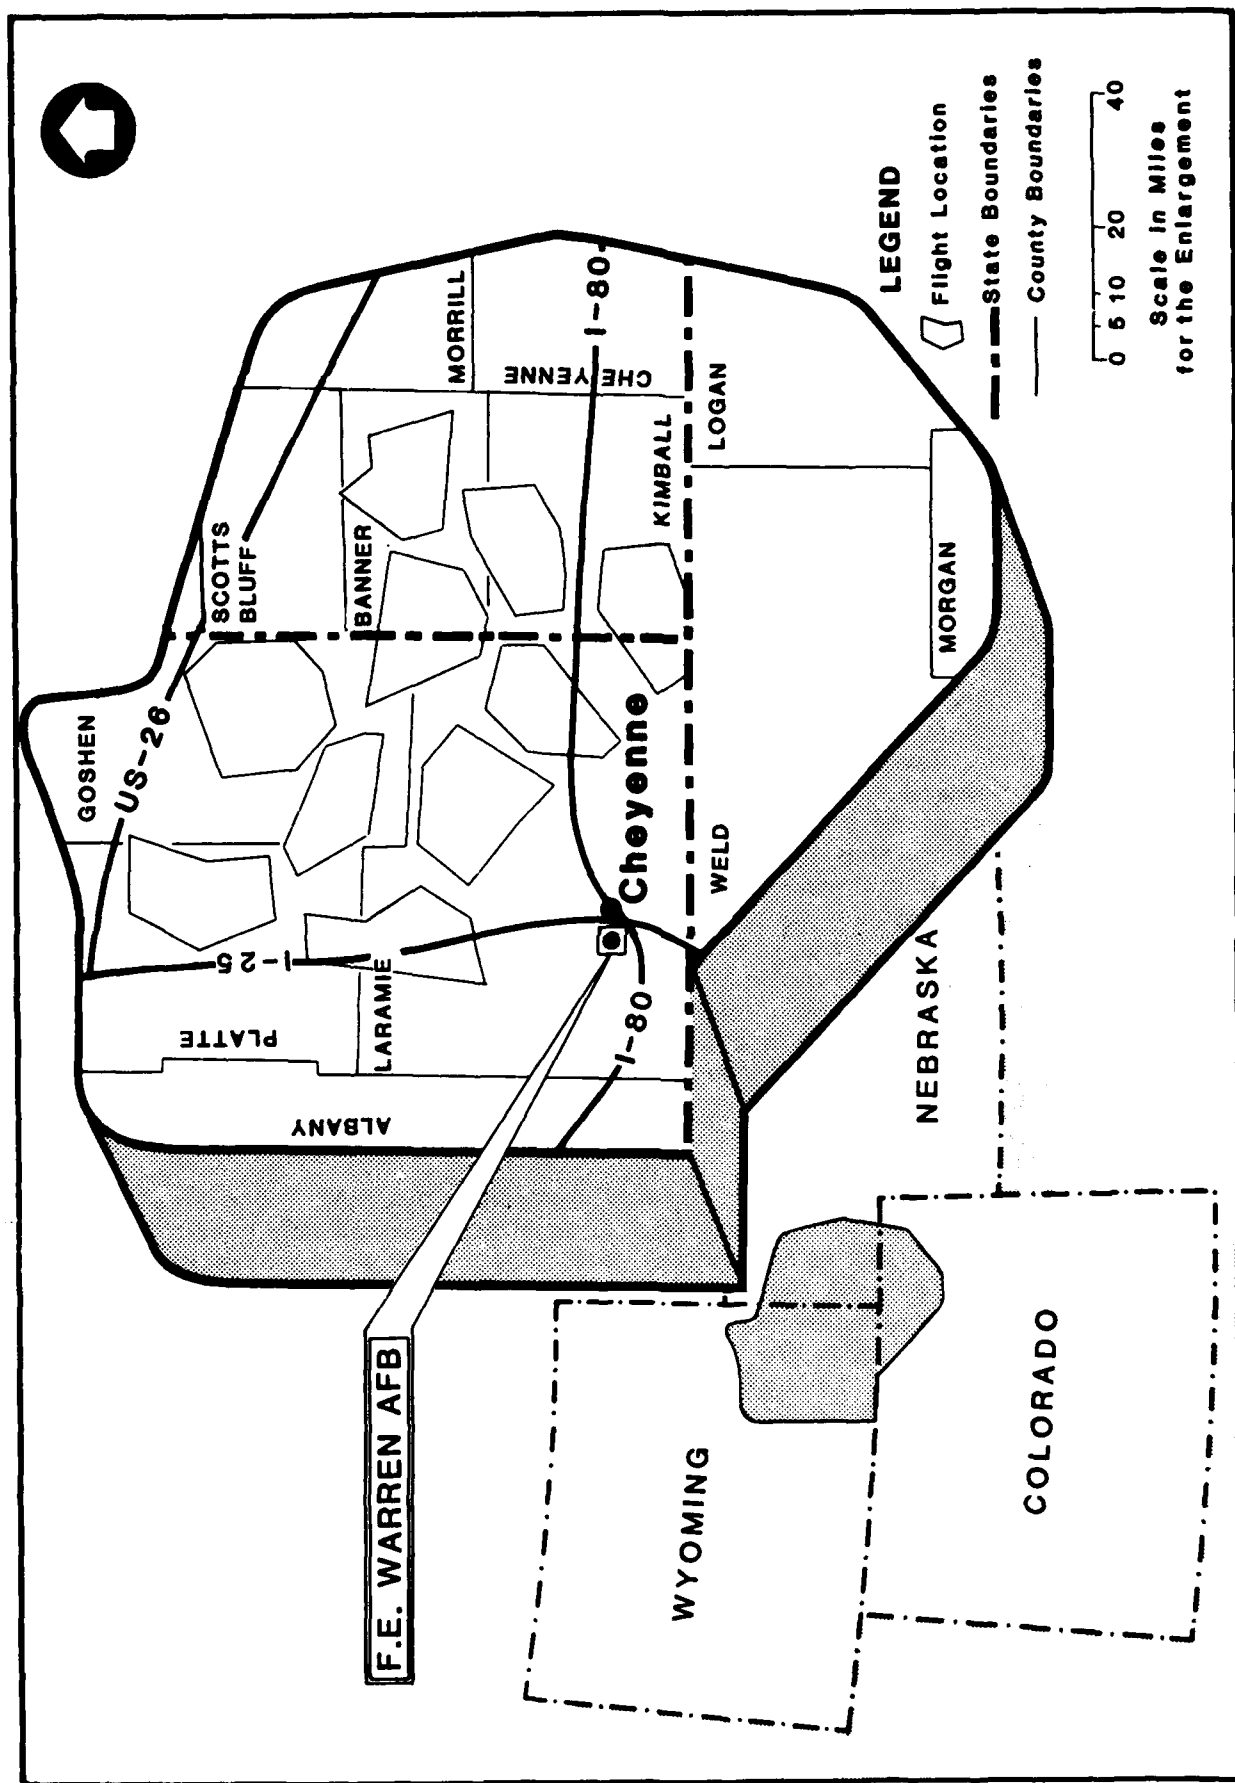 GOSHEN
US-26
SCOTTS
BLUFF
I-25
PLATTE
ALBANY
LARAMIE
BANNER
MORRILL
CHEYENNE
I-80
KIMBALL
Cheyenne
I-80
WELD
LOGAN
MORGAN
F.E. WARREN AFB
WYOMING
NEBRASKA
COLORADO
LEGEND
Flight Location
State Boundaries
County Boundaries
0 5 10 20 40
Scale in Miles
for the Enlargement